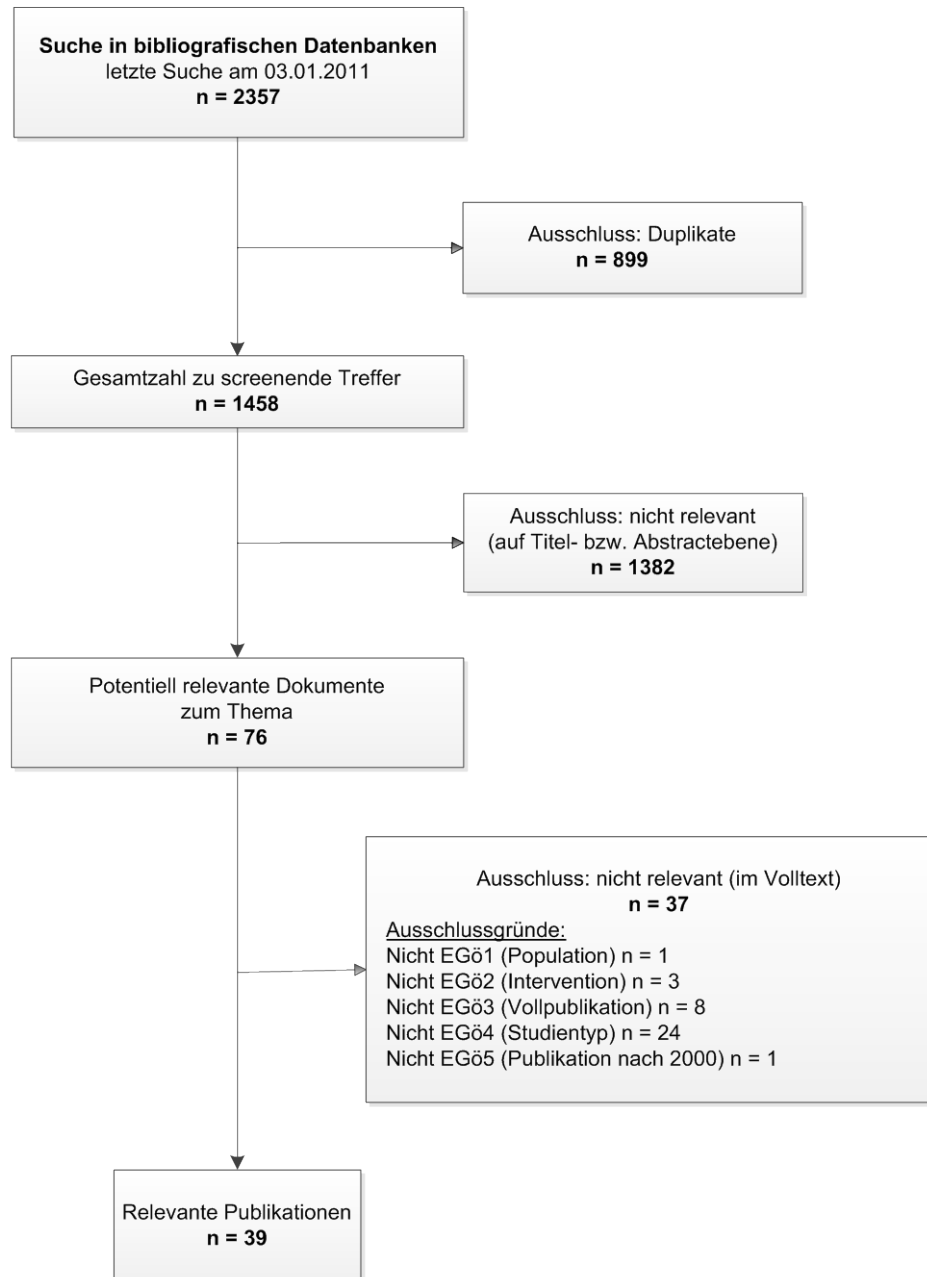 Suche in bibliografischen Datenbanken
letzte Suche am 03.01.2011
n = 2357
Ausschluss: Duplikate
n = 899
Gesamtzahl zu screenende Treffer
n = 1458
Ausschluss: nicht relevant
(auf Titel- bzw. Abstractebene)
n = 1382
Potentiell relevante Dokumente
zum Thema
n = 76
Ausschluss: nicht relevant (im Volltext)
n = 37
Ausschlussgründe:
Nicht EGö1 (Population) n = 1
Nicht EGö2 (Intervention) n = 3
Nicht EGö3 (Vollpublikation) n = 8
Nicht EGö4 (Studientyp) n = 24
Nicht EGö5 (Publikation nach 2000) n = 1
Relevante Publikationen
n = 39